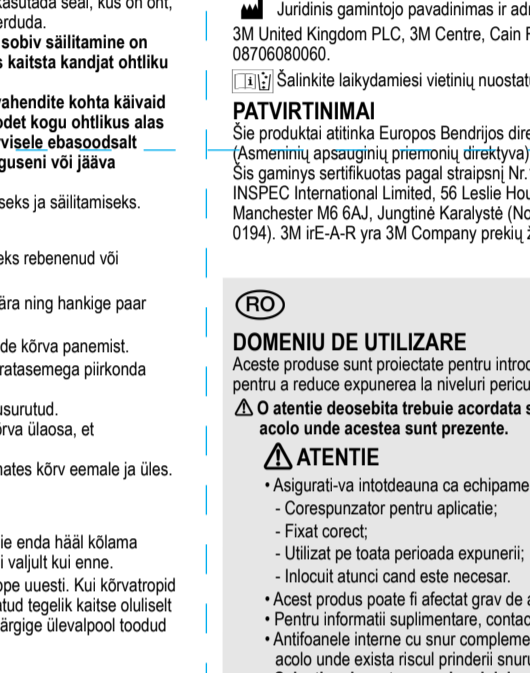 kasutada seal, kus on oht,
erduda.
sobiv säilitamine on
s kaitsta kandjat ohtliku
vahendite kohta käivaid
odet kogu ohtlikus alas
rvisele ebasoodsalt
guseni või jääva
seks ja säilitamiseks.
eks rebenenud või
ära ning hankige paar
de kõrva panemist.
ratasemega piirkonda
usurutud.
rva ülaosa, et
nates kõrv eemale ja üles.
ie enda hääl kõlama
i valjult kui enne.
ppe uuesti. Kui kõrvatropid
tud tegelik kaitse oluliselt
ärgige ülevalpool toodud
Juridinis gamintojo pavadinimas ir adr
3M United Kingdom PLC, 3M Centre, Cain R
08706080060.
Šalinkite laikydamiesi vietinių nuostatų
PATVIRTINIMAI
Šie produktai atitinka Europos Bendrijos dire
(Asmeninių apsauginių priemonių direktyva)
Šis gaminys sertifikuotas pagal straipsnį Nr.
INSPEC International Limited, 56 Leslie Hou
Manchester M6 6AJ, Jungtinė Karalystė (No
0194). 3M irE-A-R yra 3M Company prekių ž
RO
DOMENIU DE UTILIZARE
Aceste produse sunt proiectate pentru introd
pentru a reduce expunerea la niveluri pericu
⚠ O atentie deosebita trebuie acordata s
acolo unde acestea sunt prezente.
⚠ ATENTIE
• Asigurati-va intotdeauna ca echipame
- Corespunzator pentru aplicatie;
- Fixat corect;
- Utilizat pe toata perioada expunerii;
- Inlocuit atunci cand este necesar.
• Acest produs poate fi afectat grav de a
• Pentru informatii suplimentare, contac
• Antifoanele interne cu snur compleme
acolo unde exista riscul prinderii snuru